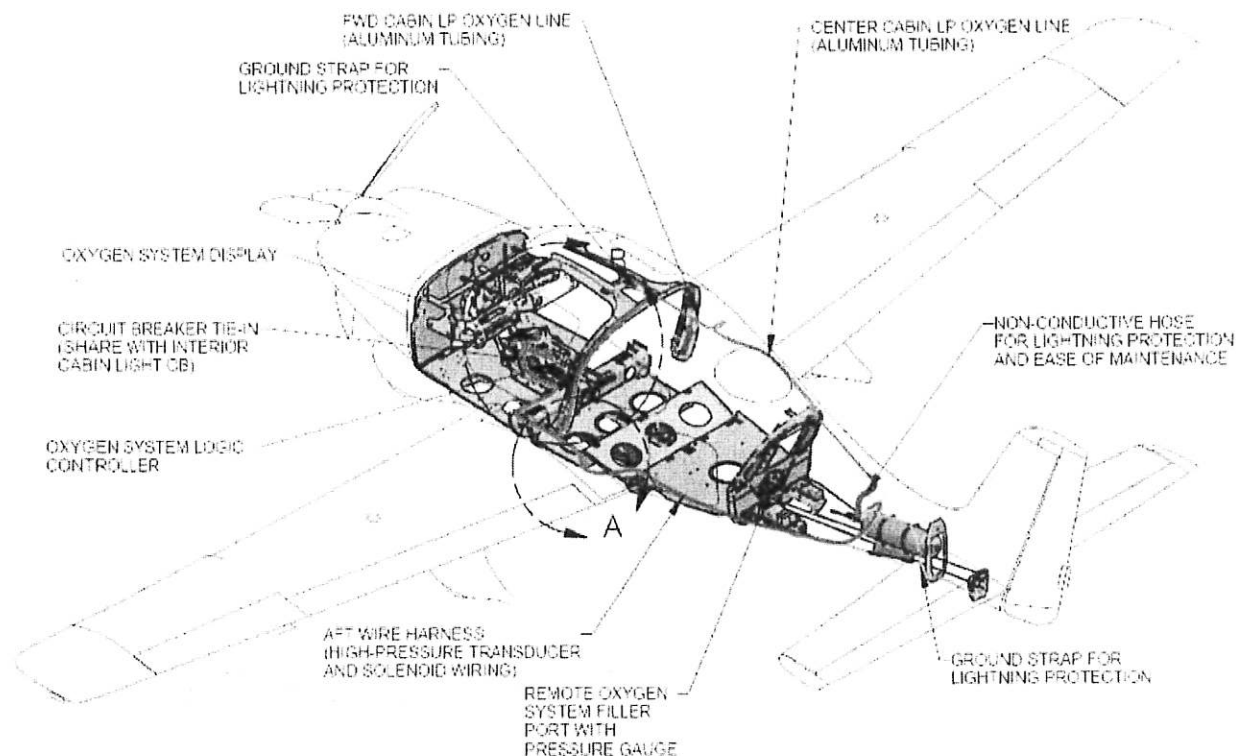 FWD CABIN LP OXYGEN LINE
(ALUMINUM TUBING)
CENTER CABIN LP OXYGEN LINE
(ALUMINUM TUBING)
GROUND STRAP FOR
LIGHTNING PROTECTION
B
OXYGEN SYSTEM DISPLAY
CIRCUIT BREAKER TIE-IN
(SHARE WITH INTERIOR
CABIN LIGHT CB)
NON-CONDUCTIVE HOSE
FOR LIGHTNING PROTECTION
AND EASE OF MAINTENANCE
OXYGEN SYSTEM LOGIC
CONTROLLER
A
AFT WIRE HARNESS
(HIGH-PRESSURE TRANSDUCER
AND SOLENOID WIRING)
GROUND STRAP FOR
LIGHTNING PROTECTION
REMOTE OXYGEN
SYSTEM FILLER
PORT WITH
PRESSURE GAUGE